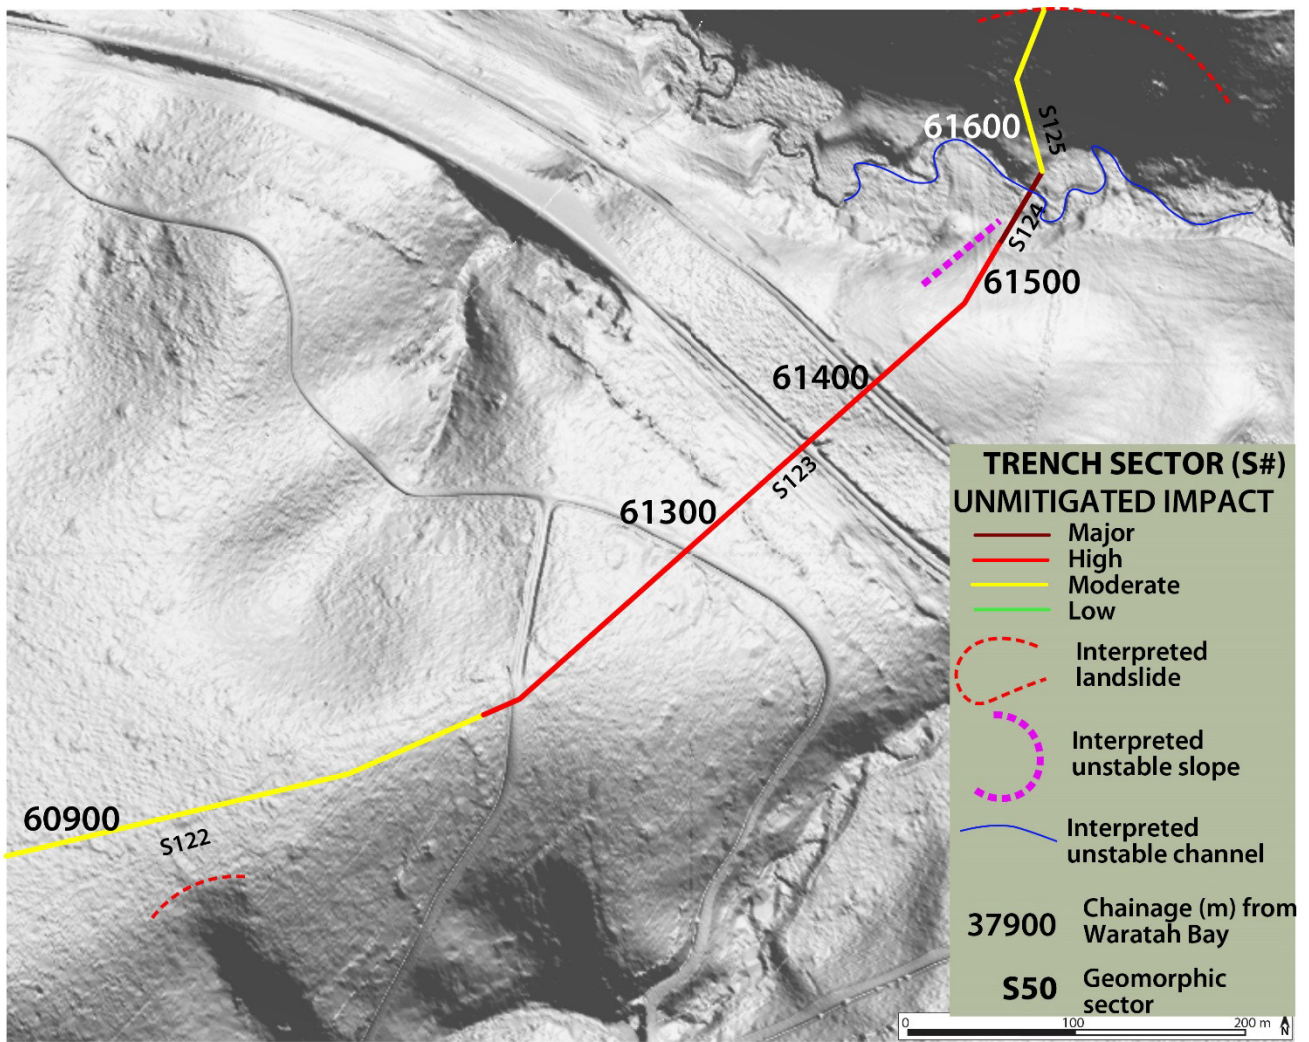 S125
61600
S124
61500
61400
S123
61300
60900
S122
TRENCH SECTOR (S#)
UNMITIGATED IMPACT
Major
High
Moderate
Low
Interpreted
landslide
Interpreted
unstable slope
Interpreted
unstable channel
37900
Chainage (m) from
Waratah Bay
S50
Geomorphic
sector
0 100 200 m
N